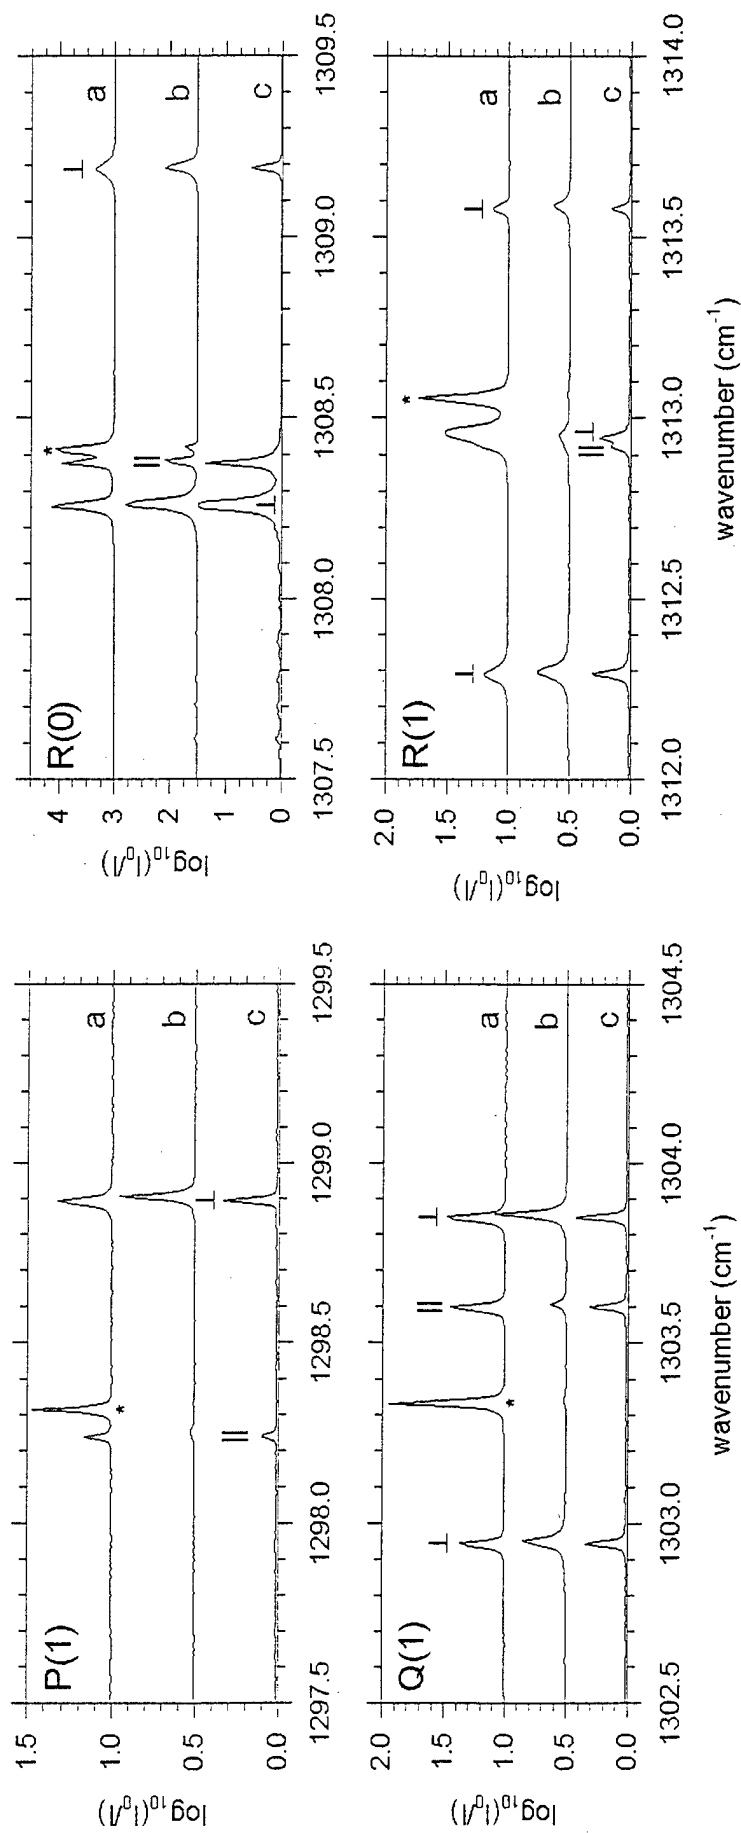 P(1)
log₁₀(I₀/I)
1.5
1.0
0.5
0.0
*
a
b
||
⊥
c
1297.5 1298.0 1298.5 1299.0 1299.5
R(0)
log₁₀(I₀/I)
4
3
2
1
0
*
⊥
a
||
b
⊥
c
1307.5 1308.0 1308.5 1309.0 1309.5
Q(1)
log₁₀(I₀/I)
2.0
1.5
1.0
0.5
0.0
⊥
||
⊥
*
a
b
c
1302.5 1303.0 1303.5 1304.0 1304.5
wavenumber (cm⁻¹)
R(1)
log₁₀(I₀/I)
2.0
1.5
1.0
0.5
0.0
*
⊥
⊥
a
b
||
⊥
c
1312.0 1312.5 1313.0 1313.5 1314.0
wavenumber (cm⁻¹)